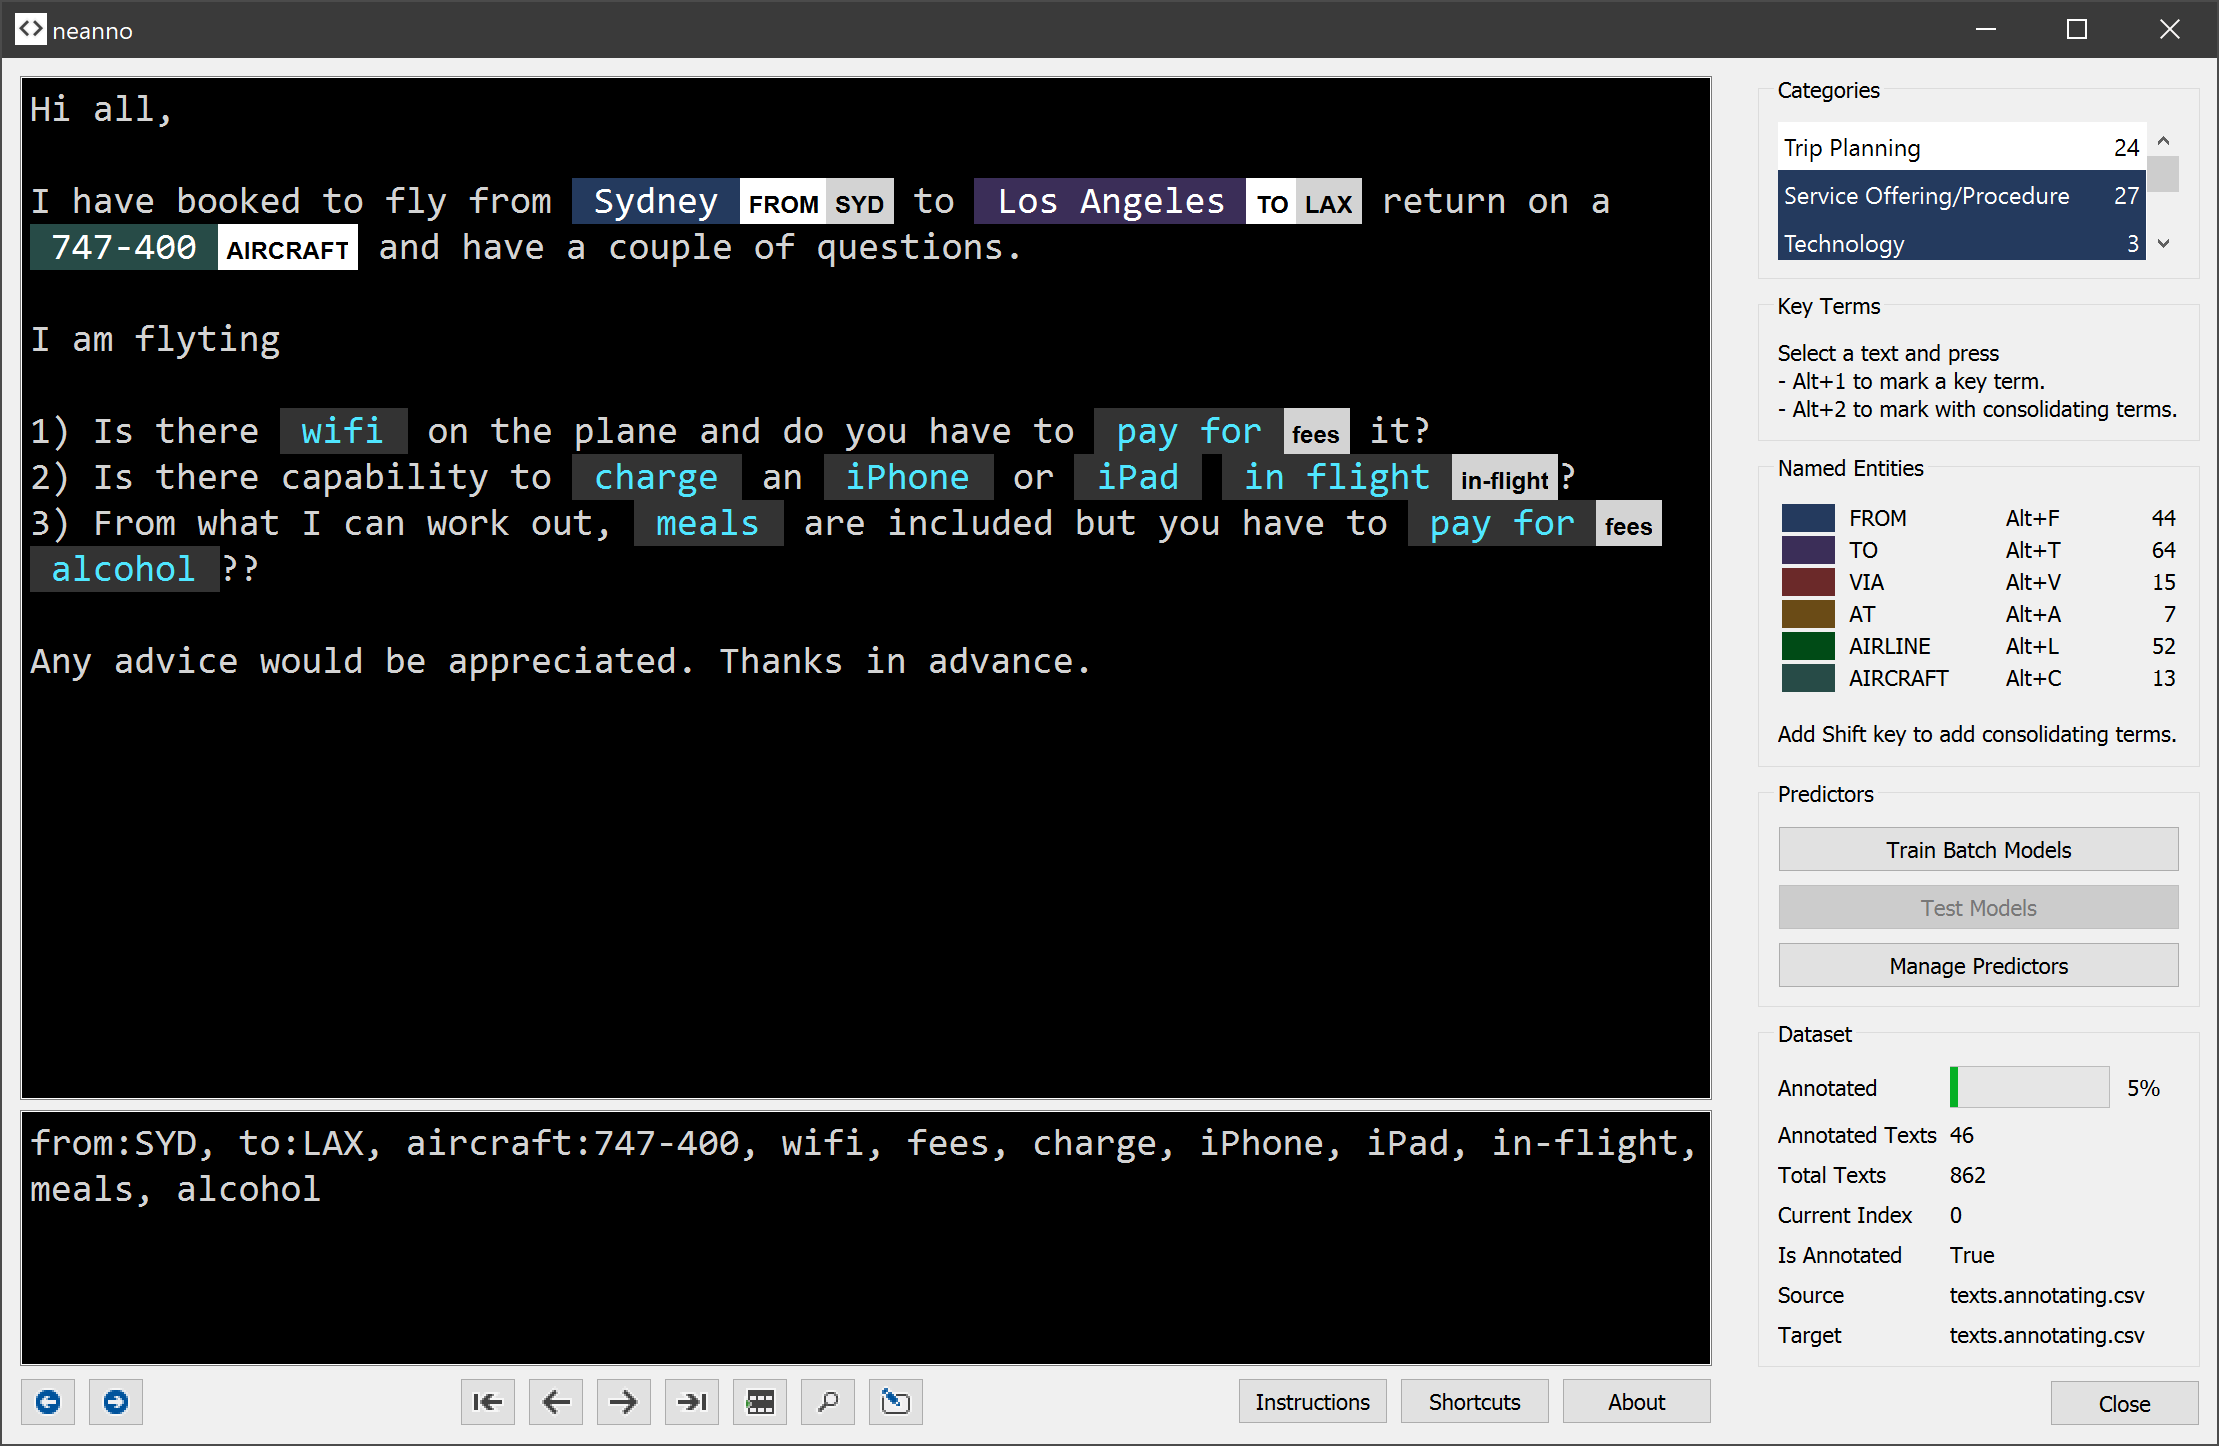 neanno
Hi all,
I have booked to fly from Sydney FROM SYD to Los Angeles TO LAX return on a
747-400 AIRCRAFT and have a couple of questions.
I am flyting
1) Is there wifi on the plane and do you have to pay for fees it?
2) Is there capability to charge an iPhone or iPad in flight in-flight?
3) From what I can work out, meals are included but you have to pay for fees
alcohol ??
Any advice would be appreciated. Thanks in advance.
from:SYD, to:LAX, aircraft:747-400, wifi, fees, charge, iPhone, iPad, in-flight,
meals, alcohol
Instructions
Shortcuts
About
Categories
Trip Planning 24
Service Offering/Procedure 27
Technology 3
Key Terms
Select a text and press
- Alt+1 to mark a key term.
- Alt+2 to mark with consolidating terms.
Named Entities
FROM Alt+F 44
TO Alt+T 64
VIA Alt+V 15
AT Alt+A 7
AIRLINE Alt+L 52
AIRCRAFT Alt+C 13
Add Shift key to add consolidating terms.
Predictors
Train Batch Models
Test Models
Manage Predictors
Dataset
Annotated 5%
Annotated Texts 46
Total Texts 862
Current Index 0
Is Annotated True
Source texts.annotating.csv
Target texts.annotating.csv
Close